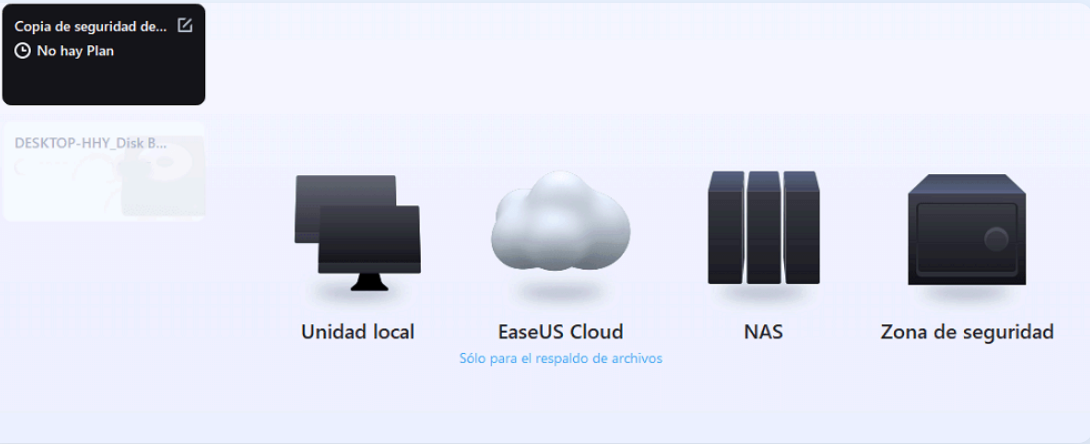 Copia de seguridad de...
No hay Plan
DESKTOP-HHY_Disk B...
Unidad local
EaseUS Cloud
NAS
Zona de seguridad
Sólo para el respaldo de archivos